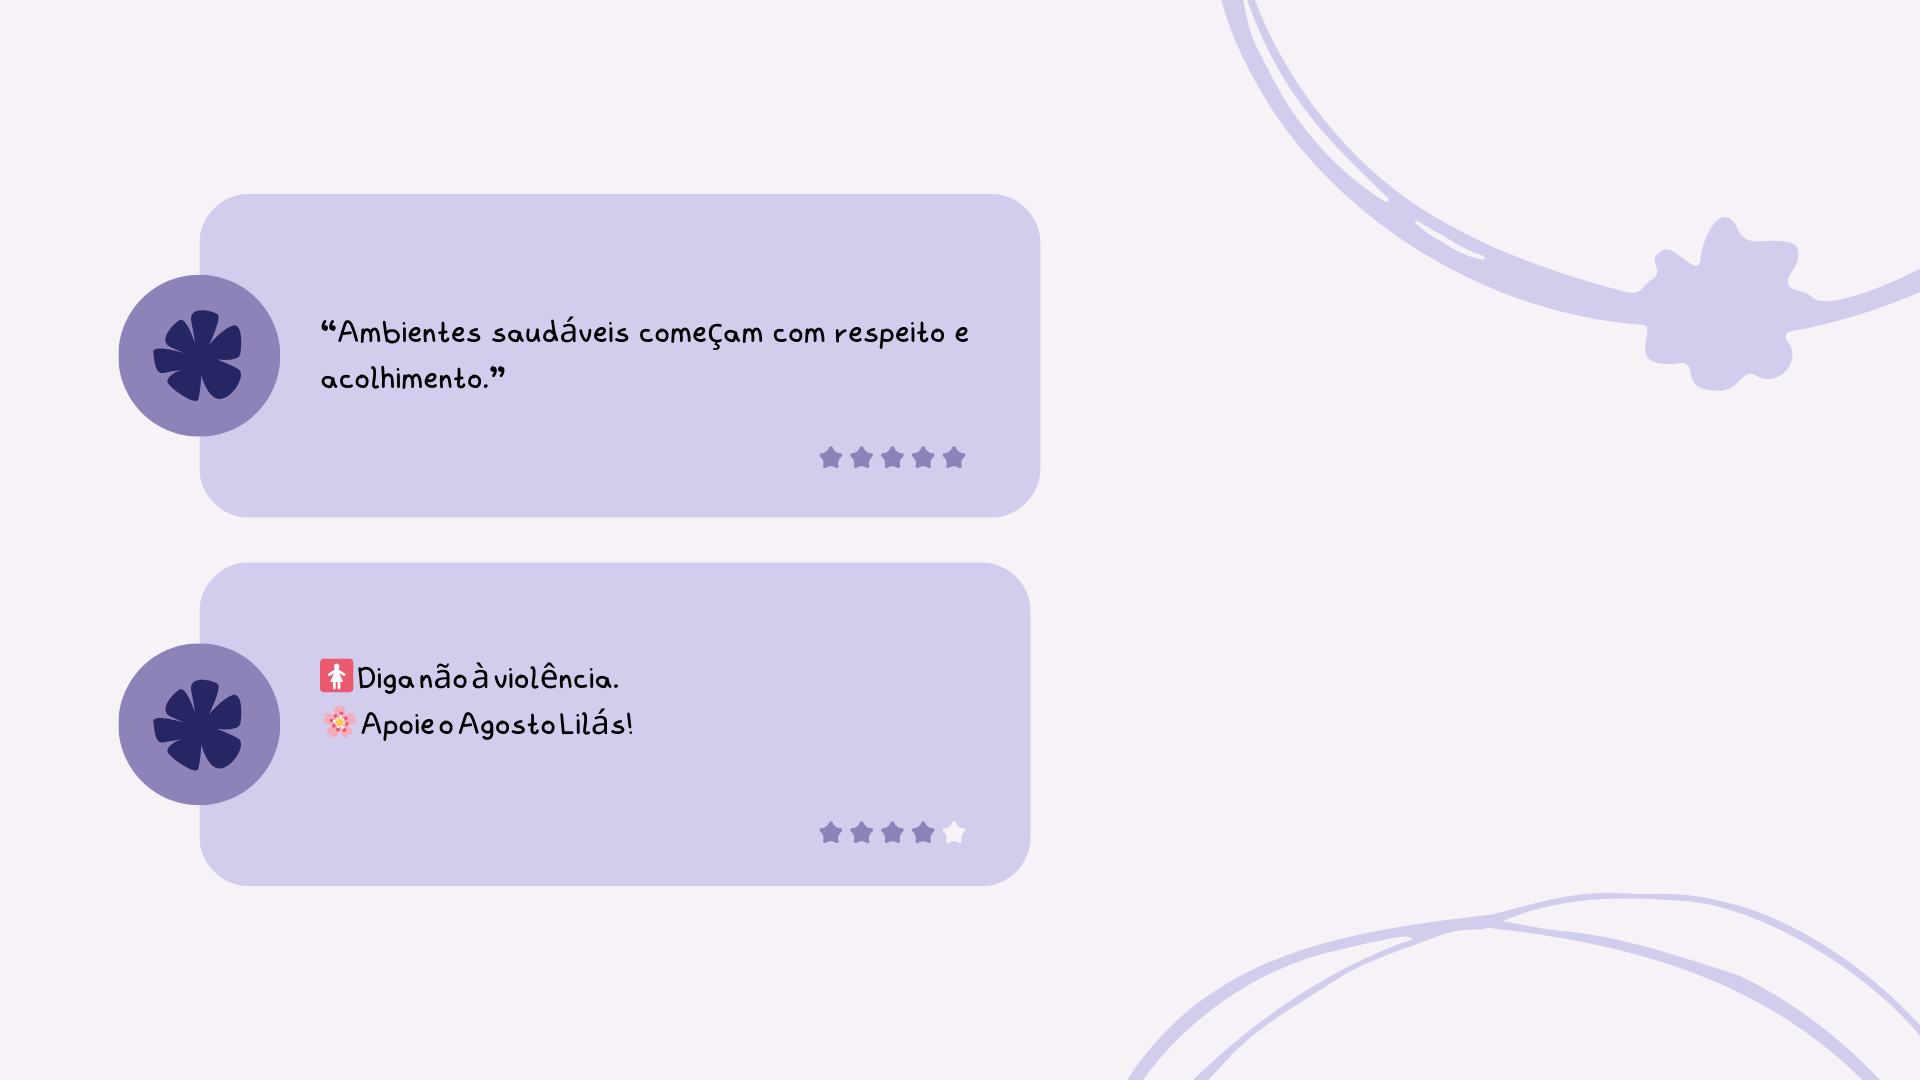 “Ambientes saudáveis começam com respeito e
acolhimento.”
🚺Diga não à violência.
🌸 Apoie o Agosto Lilás!